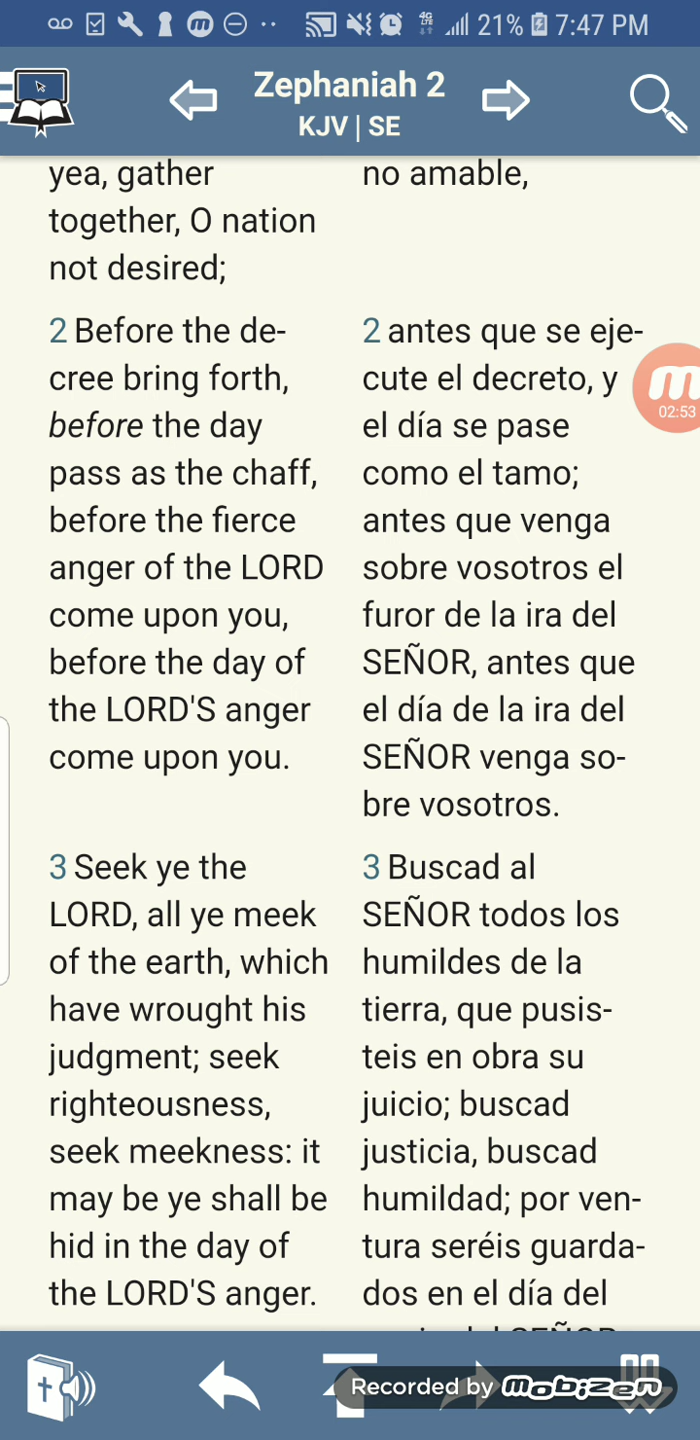 21% 7:47 PM
Zephaniah 2
KJV | SE
yea, gather
together, O nation
not desired;
2 Before the de-
cree bring forth,
before the day
pass as the chaff,
before the fierce
anger of the LORD
come upon you,
before the day of
the LORD'S anger
come upon you.
3 Seek ye the
LORD, all ye meek
of the earth, which
have wrought his
judgment; seek
righteousness,
seek meekness: it
may be ye shall be
hid in the day of
the LORD'S anger.
no amable,
2 antes que se eje-
cute el decreto, y
el día se pase
como el tamo;
antes que venga
sobre vosotros el
furor de la ira del
SEÑOR, antes que
el día de la ira del
SEÑOR venga so-
bre vosotros.
3 Buscad al
SEÑOR todos los
humildes de la
tierra, que pusis-
teis en obra su
juicio; buscad
justicia, buscad
humildad; por ven-
tura seréis guarda-
dos en el día del
m
02:53
Recorded by mobizen